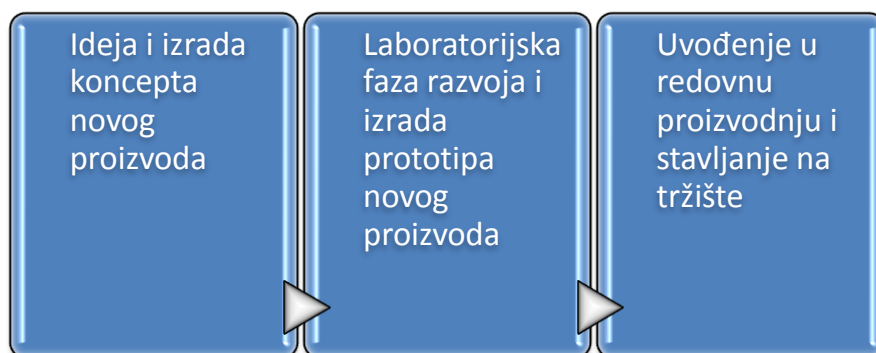 Ideja i izrada
koncepta
novog
proizvoda
Laboratorijska
faza razvoja i
izrada
prototipa
novog
proizvoda
Uvođenje u
redovnu
proizvodnju i
stavljanje na
tržište